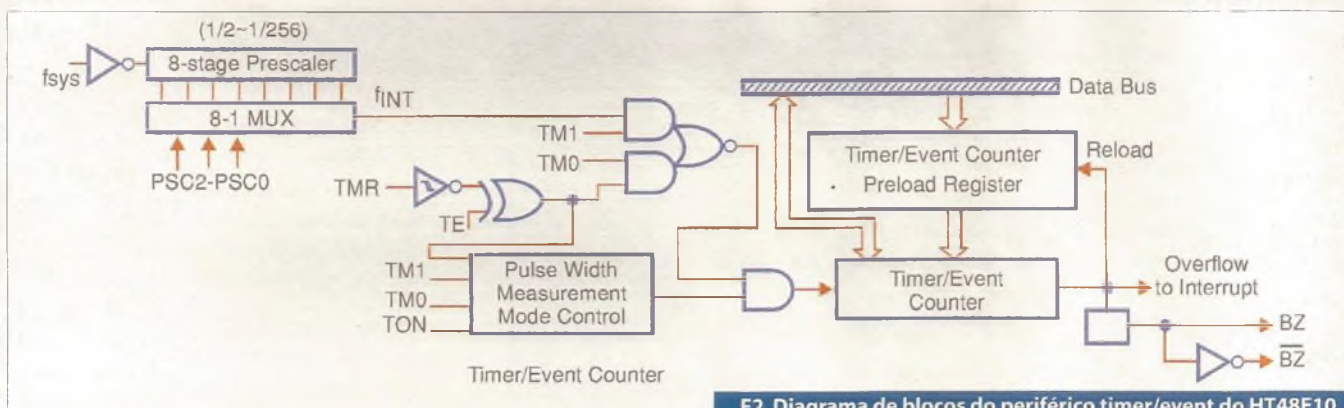 (1/2~1/256)
8-stage Prescaler
fsys
8-1 MUX
fINT
PSC2-PSC0
TM1
TM0
TMR
TE
TM1
TM0
TON
Pulse Width
Measurement
Mode Control
Data Bus
Timer/Event Counter
Preload Register
Reload
Timer/Event
Counter
Overflow
to Interrupt
BZ
BZ
Timer/Event Counter
F2. Diagrama de blocos do periférico timer/event do HT48E10